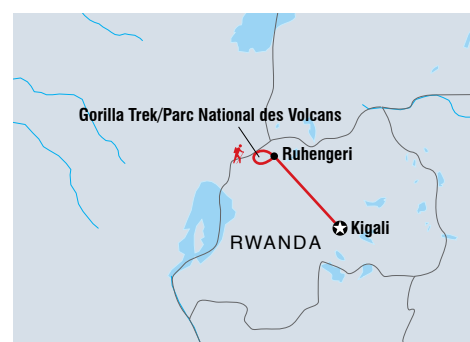 Gorilla Trek/Parc National des Volcans
Ruhengeri
Kigali
RWANDA